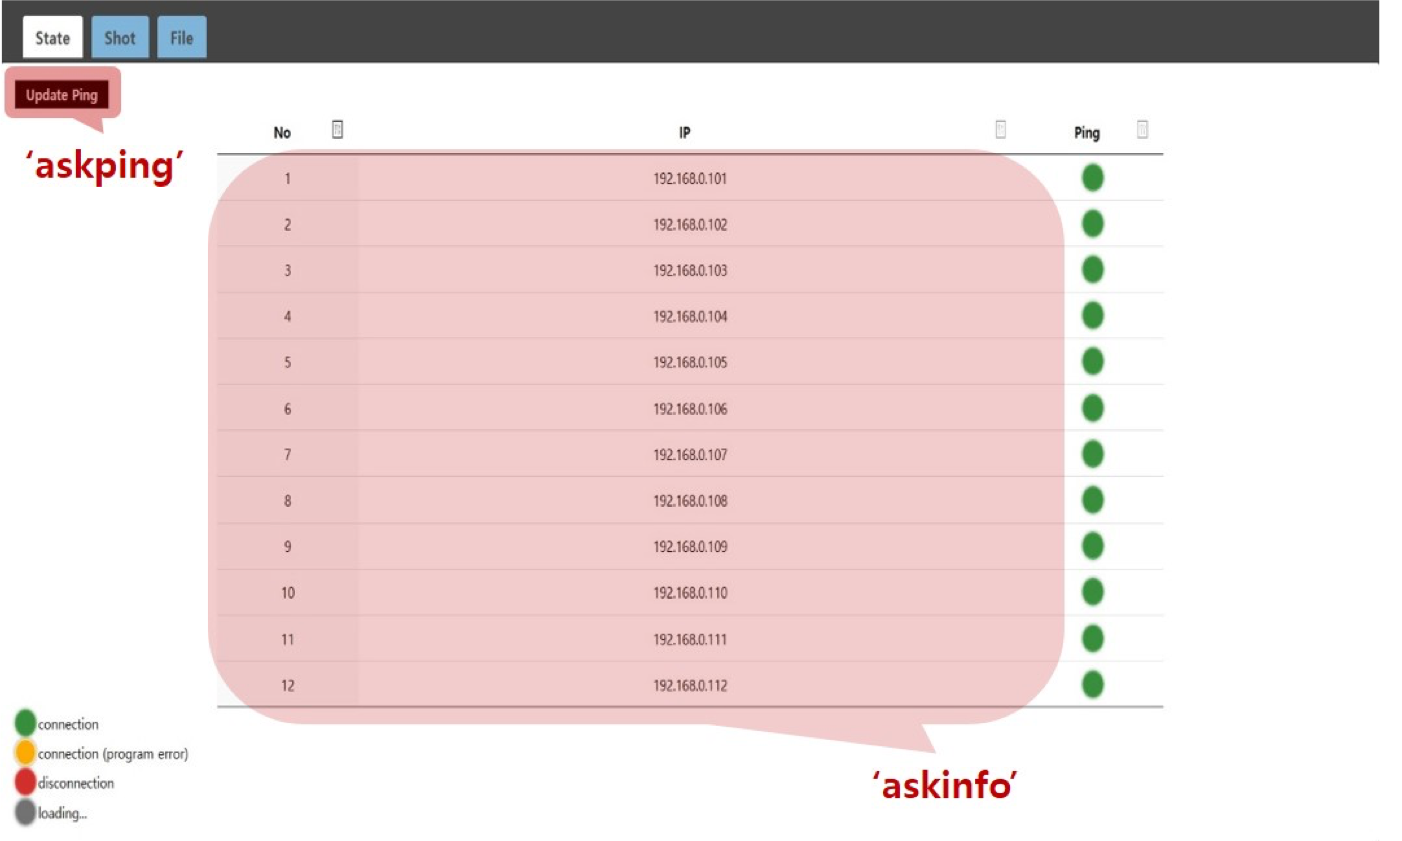 State Shot File
Update Ping
‘askping’
No IP Ping
1 192.168.0.101
2 192.168.0.102
3 192.168.0.103
4 192.168.0.104
5 192.168.0.105
6 192.168.0.106
7 192.168.0.107
8 192.168.0.108
9 192.168.0.109
10 192.168.0.110
11 192.168.0.111
12 192.168.0.112
connection
connection (program error)
disconnection
loading...
‘askinfo’